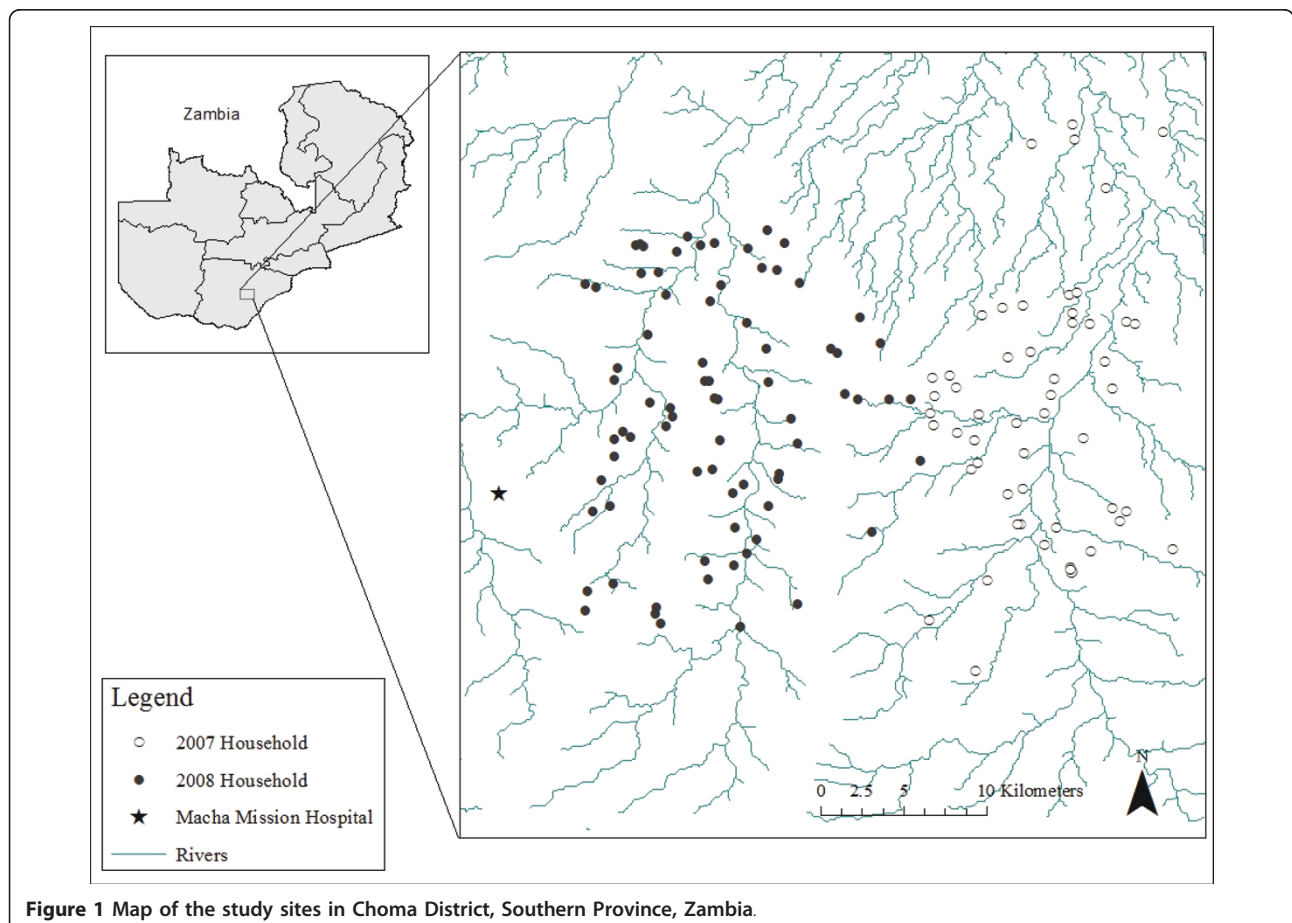 Zambia
Legend
2007 Household
2008 Household
Macha Mission Hospital
Rivers
N
0 2.5 5 10 Kilometers
Figure 1 Map of the study sites in Choma District, Southern Province, Zambia.